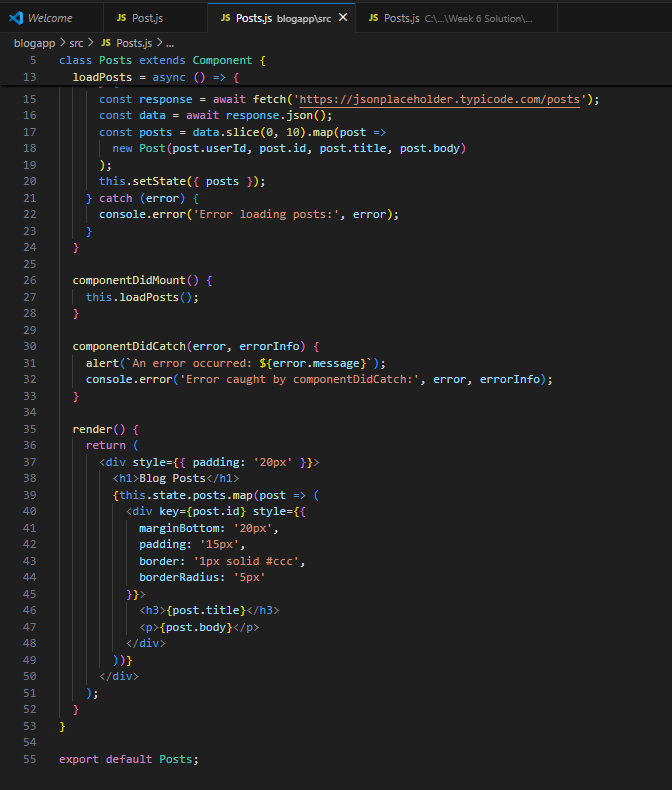 Welcome
JS Post.js
JS Posts.js blogapp\src
JS Posts.js C:\...\Week 6 Solution\...
blogapp > src > JS Posts.js > ...
5 class Posts extends Component {
13 loadPosts = async () => {
15 const response = await fetch('https://jsonplaceholder.typicode.com/posts');
16 const data = await response.json();
17 const posts = data.slice(0, 10).map(post =>
18 new Post(post.userId, post.id, post.title, post.body)
19 );
20 this.setState({ posts });
21 } catch (error) {
22 console.error('Error loading posts:', error);
23 }
24 }
25
26 componentDidMount() {
27 this.loadPosts();
28 }
29
30 componentDidCatch(error, errorInfo) {
31 alert(`An error occurred: ${error.message}`);
32 console.error('Error caught by componentDidCatch:', error, errorInfo);
33 }
34
35 render() {
36 return (
37 <div style={{ padding: '20px' }}>
38 <h1>Blog Posts</h1>
39 {this.state.posts.map(post => (
40 <div key={post.id} style={{
41 marginBottom: '20px',
42 padding: '15px',
43 border: '1px solid #ccc',
44 borderRadius: '5px'
45 }}>
46 <h3>{post.title}</h3>
47 <p>{post.body}</p>
48 </div>
49 ))}
50 </div>
51 );
52 }
53 }
54
55 export default Posts;